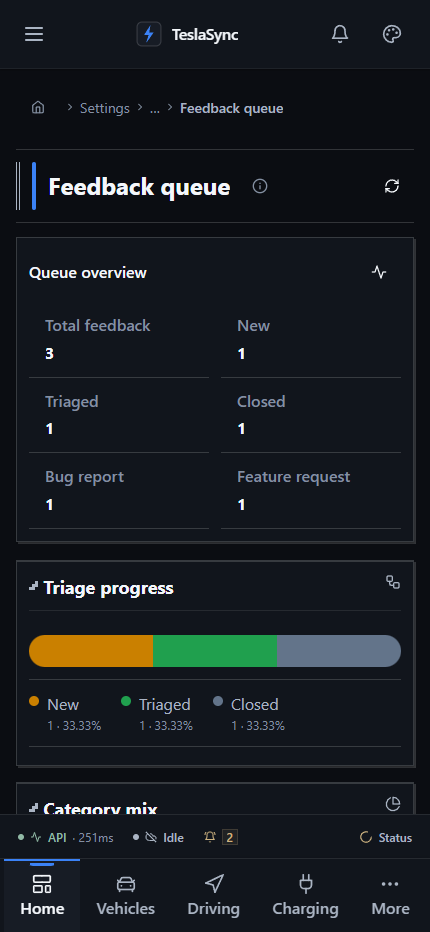 TeslaSync
Settings ... Feedback queue
Feedback queue
Queue overview
Total feedback New
3 1
Triaged Closed
1 1
Bug report Feature request
1 1
Triage progress
New Triaged Closed
1 · 33.33% 1 · 33.33% 1 · 33.33%
Category mix
API · 251ms Idle 2 Status
Home Vehicles Driving Charging More